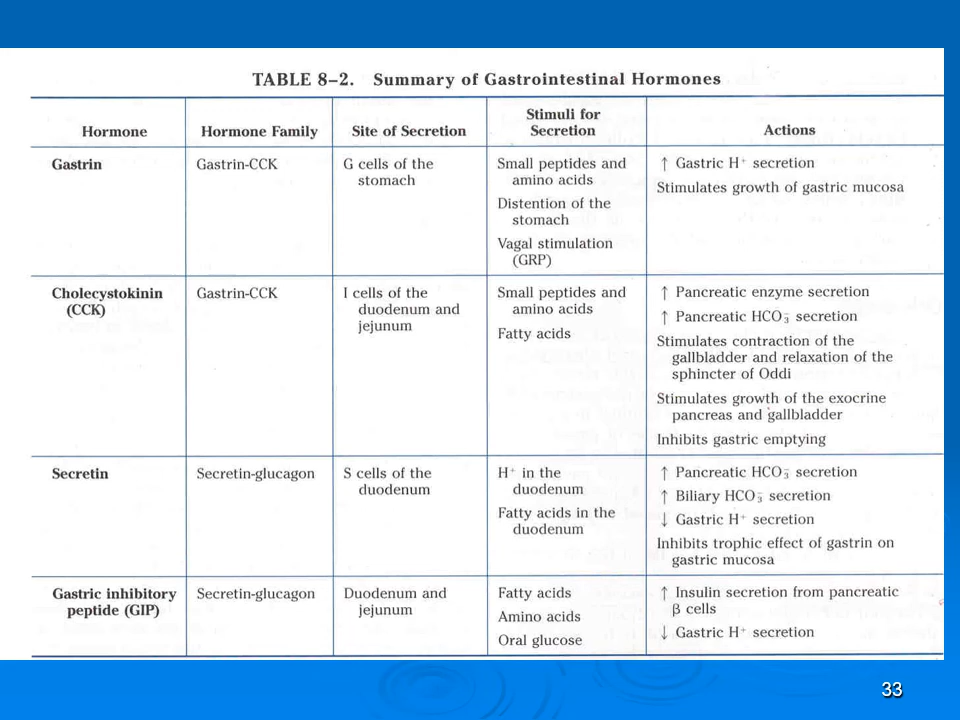 TABLE 8–2. Summary of Gastrointestinal Hormones
Hormone
Hormone Family
Site of Secretion
Stimuli for
Secretion
Actions
Gastrin
Gastrin-CCK
G cells of the
stomach
Small peptides and
amino acids
Distention of the
stomach
Vagal stimulation
(GRP)
↑ Gastric H⁺ secretion
Stimulates growth of gastric mucosa
Cholecystokinin
(CCK)
Gastrin-CCK
I cells of the
duodenum and
jejunum
Small peptides and
amino acids
Fatty acids
↑ Pancreatic enzyme secretion
↑ Pancreatic HCO₃⁻ secretion
Stimulates contraction of the
gallbladder and relaxation of the
sphincter of Oddi
Stimulates growth of the exocrine
pancreas and gallbladder
Inhibits gastric emptying
Secretin
Secretin-glucagon
S cells of the
duodenum
H⁺ in the
duodenum
Fatty acids in the
duodenum
↑ Pancreatic HCO₃⁻ secretion
↑ Biliary HCO₃⁻ secretion
↓ Gastric H⁺ secretion
Inhibits trophic effect of gastrin on
gastric mucosa
Gastric inhibitory
peptide (GIP)
Secretin-glucagon
Duodenum and
jejunum
Fatty acids
Amino acids
Oral glucose
↑ Insulin secretion from pancreatic
β cells
↓ Gastric H⁺ secretion
33